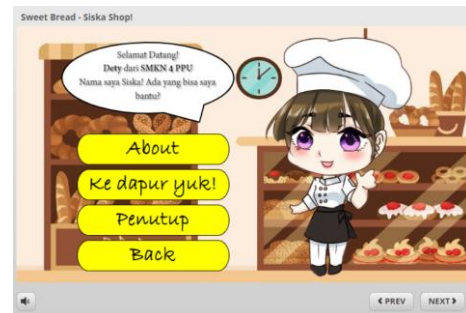 Sweet Bread - Siska Shop!
Selamat Datang!
Dety dari SMKN 4 PPU
Nama saya Siska! Ada yang bisa saya
bantu?
About
Ke dapur yuk!
Penutup
Back
PREV
NEXT